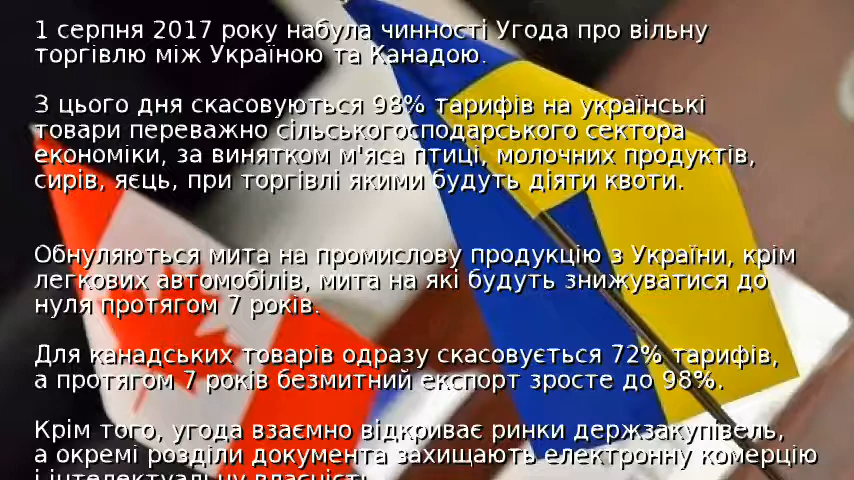 1 серпня 2017 року набула чинності Угода про вільну
торгівлю між Україною та Канадою.
З цього дня скасовуються 98% тарифів на українські
товари переважно сільськогосподарського сектора
економіки, за винятком м'яса птиці, молочних продуктів,
сирів, яєць, при торгівлі якими будуть діяти квоти.
Обнуляються мита на промислову продукцію з України, крім
легкових автомобілів, мита на які будуть знижуватися до
нуля протягом 7 років.
Для канадських товарів одразу скасовується 72% тарифів,
а протягом 7 років безмитний експорт зросте до 98%.
Крім того, угода взаємно відкриває ринки держзакупівель,
а окремі розділи документа захищають електронну комерцію
і інтелектуальну власність